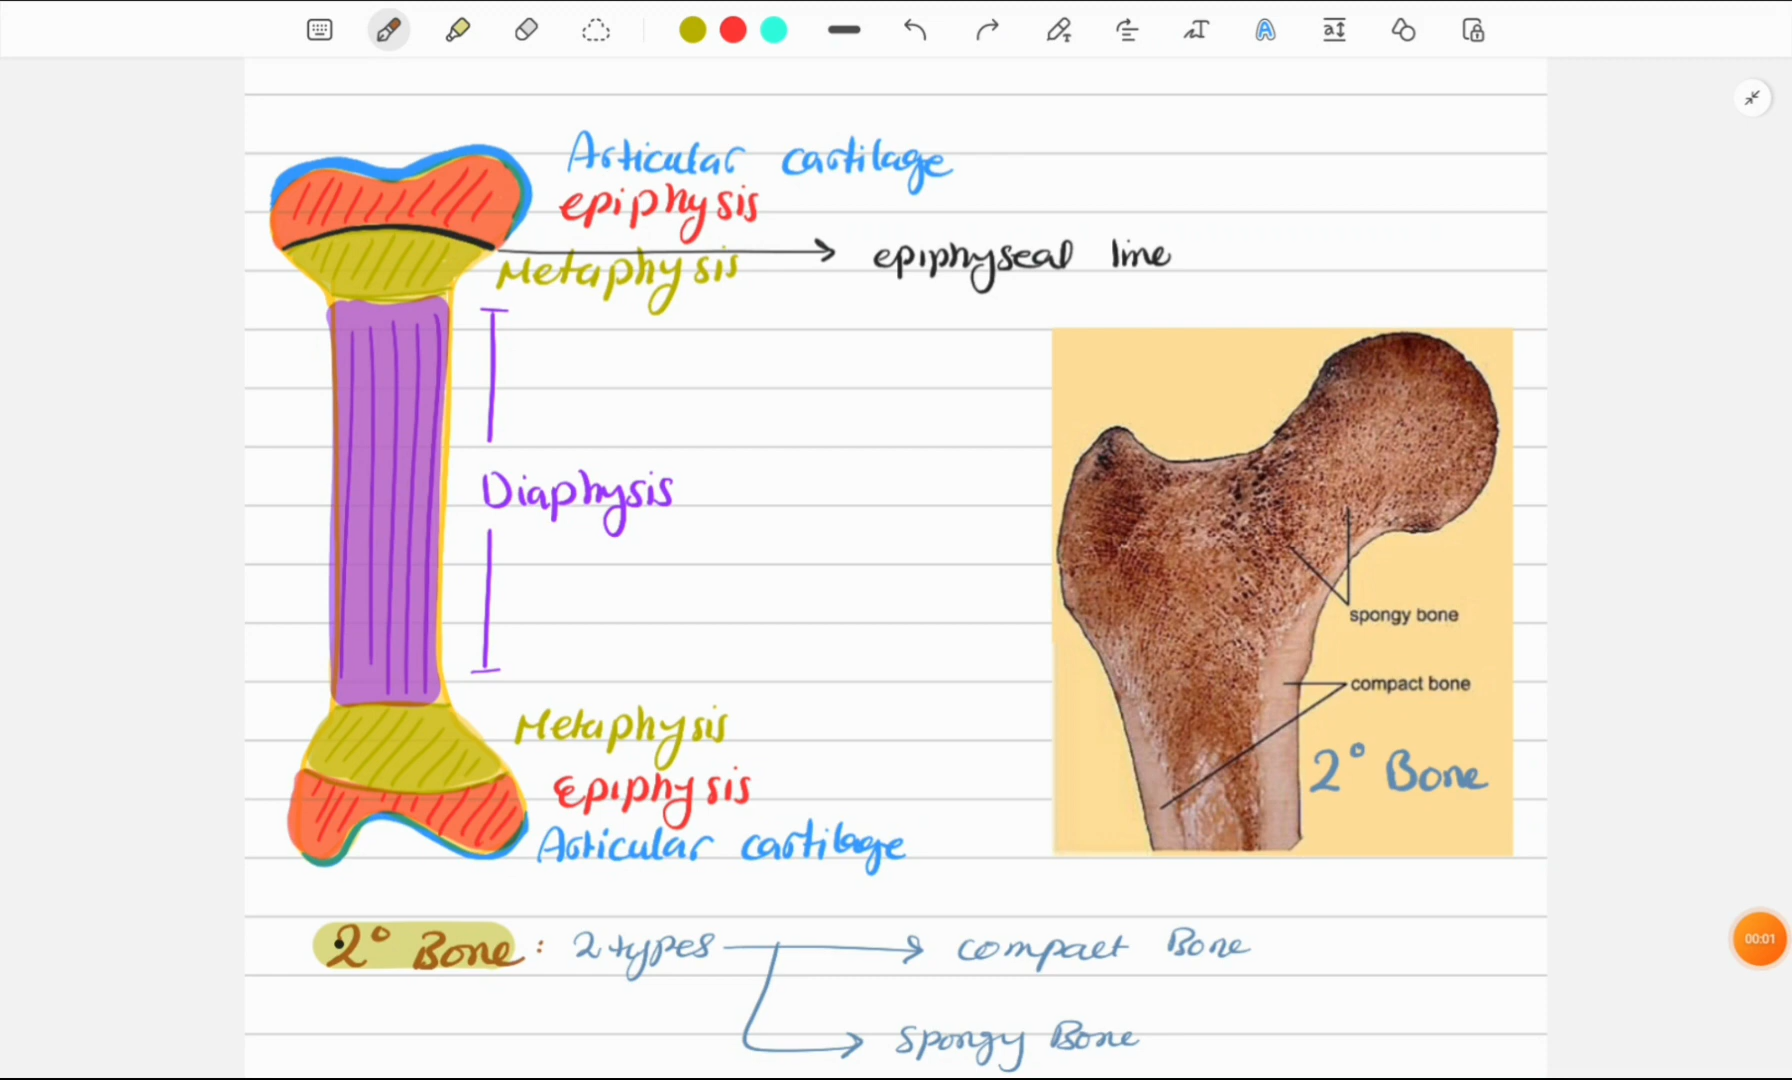 Articular cartilage
epiphysis
Metaphysis
epiphyseal line
Diaphysis
spongy bone
compact bone
2° Bone
Metaphysis
Epiphysis
Articular cartilage
2° Bone : 2 types → compact Bone
→ spongy Bone
00:01